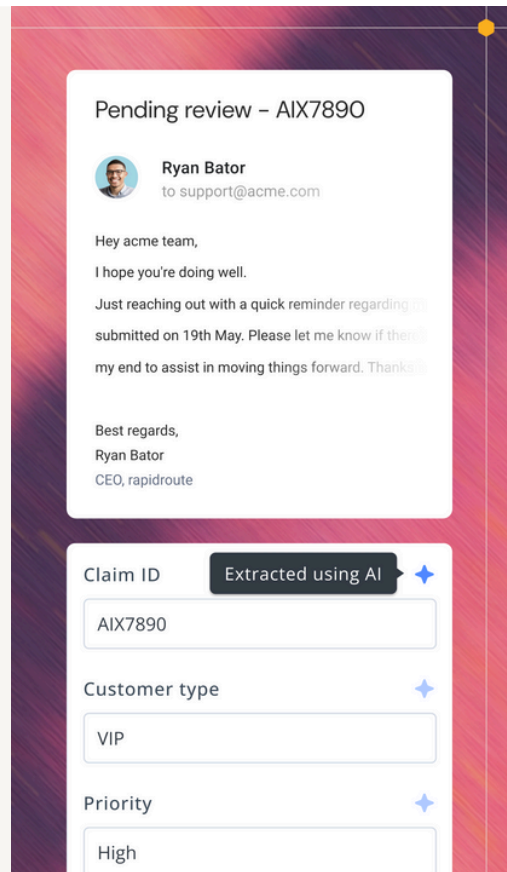 Pending review – AIX7890
Ryan Bator
to support@acme.com
Hey acme team,
I hope you're doing well.
Just reaching out with a quick reminder regarding
submitted on 19th May. Please let me know if there
my end to assist in moving things forward. Thanks
Best regards,
Ryan Bator
CEO, rapidroute
Claim ID
Extracted using AI
AIX7890
Customer type
VIP
Priority
High